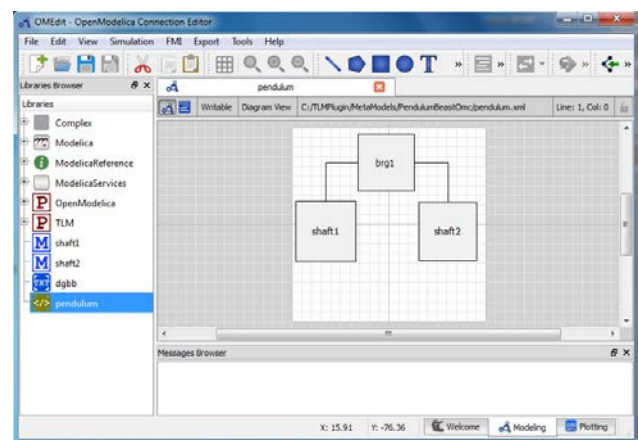 OMEdit - OpenModelica Connection Editor
File Edit View Simulation FMI Export Tools Help
T » » » »
Libraries Browser
pendulum
Libraries
Writable Diagram View C:/TLMPlugin/MetaModels/PendulumBeastOmc/pendulum.xml Line: 1, Col: 0
Complex
Modelica
ModelicaReference
ModelicaServices
P OpenModelica
P TLM
M shaft1
M shaft2
TXT dgbb
</> pendulum
brg1
shaft1 shaft2
Messages Browser
X: 15.91 Y: -76.36 Welcome Modeling Plotting